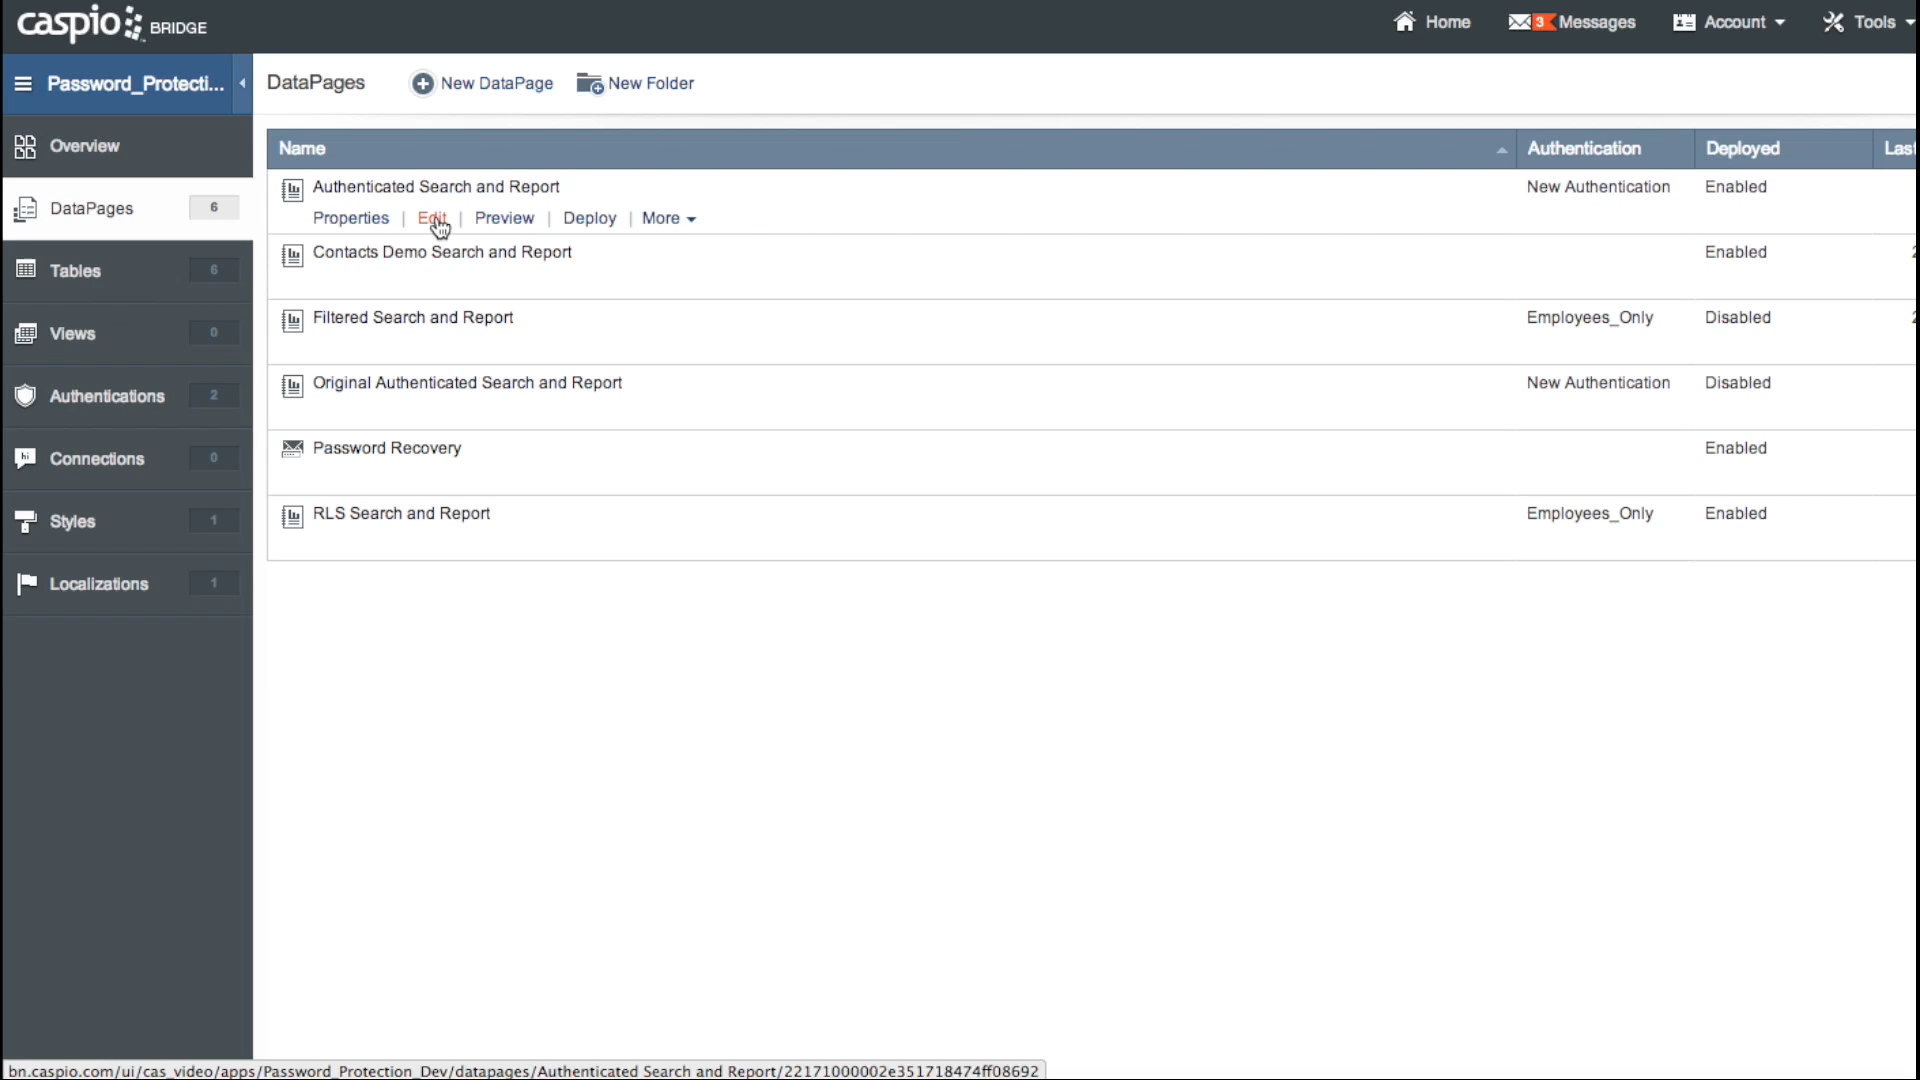 caspio BRIDGE
Home
3 Messages
Account
Tools
Password_Protecti...
DataPages
New DataPage
New Folder
Overview
DataPages 6
Tables 6
Views 0
Authentications 2
Connections 0
Styles 1
Localizations 1
Name Authentication Deployed
Authenticated Search and Report New Authentication Enabled
Properties | Edit | Preview | Deploy | More
Contacts Demo Search and Report Enabled
Filtered Search and Report Employees_Only Disabled
Original Authenticated Search and Report New Authentication Disabled
Password Recovery Enabled
RLS Search and Report Employees_Only Enabled
bn.caspio.com/ui/cas_video/apps/Password_Protection_Dev/datapages/Authenticated Search and Report/22171000002e351718474ff08692